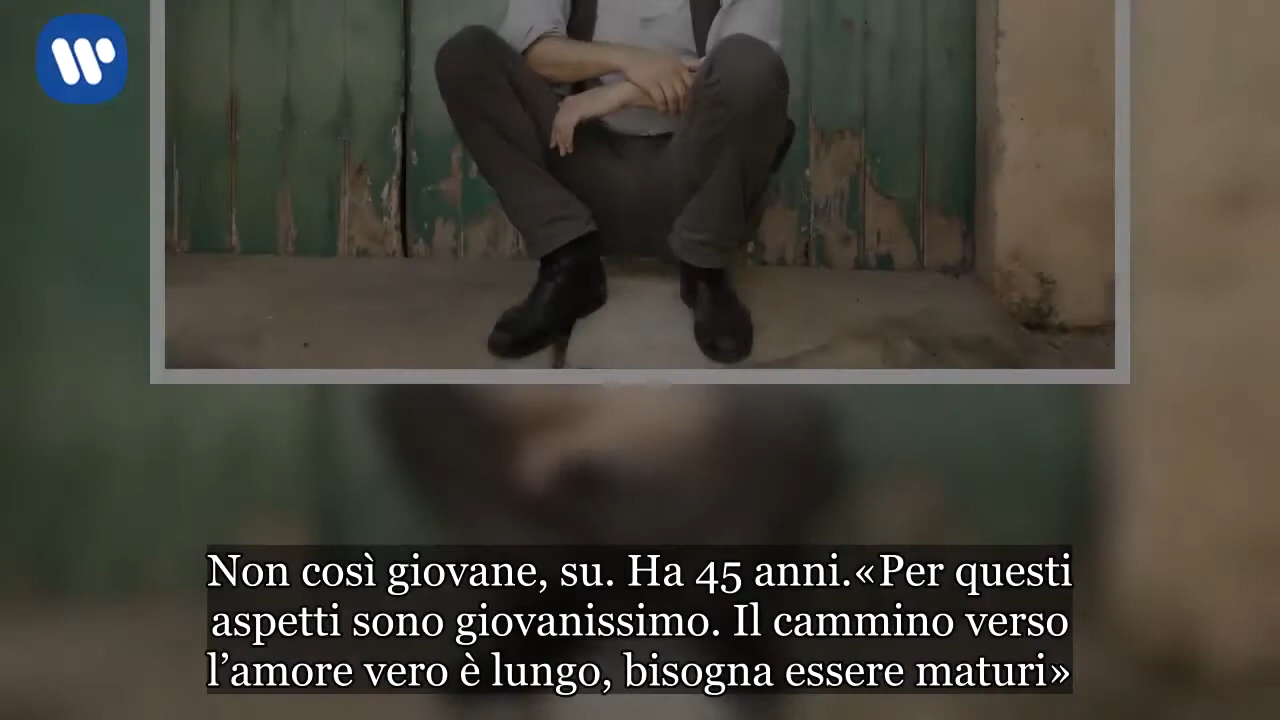 Non così giovane, su. Ha 45 anni.«Per questi
aspetti sono giovanissimo. Il cammino verso
l’amore vero è lungo, bisogna essere maturi»